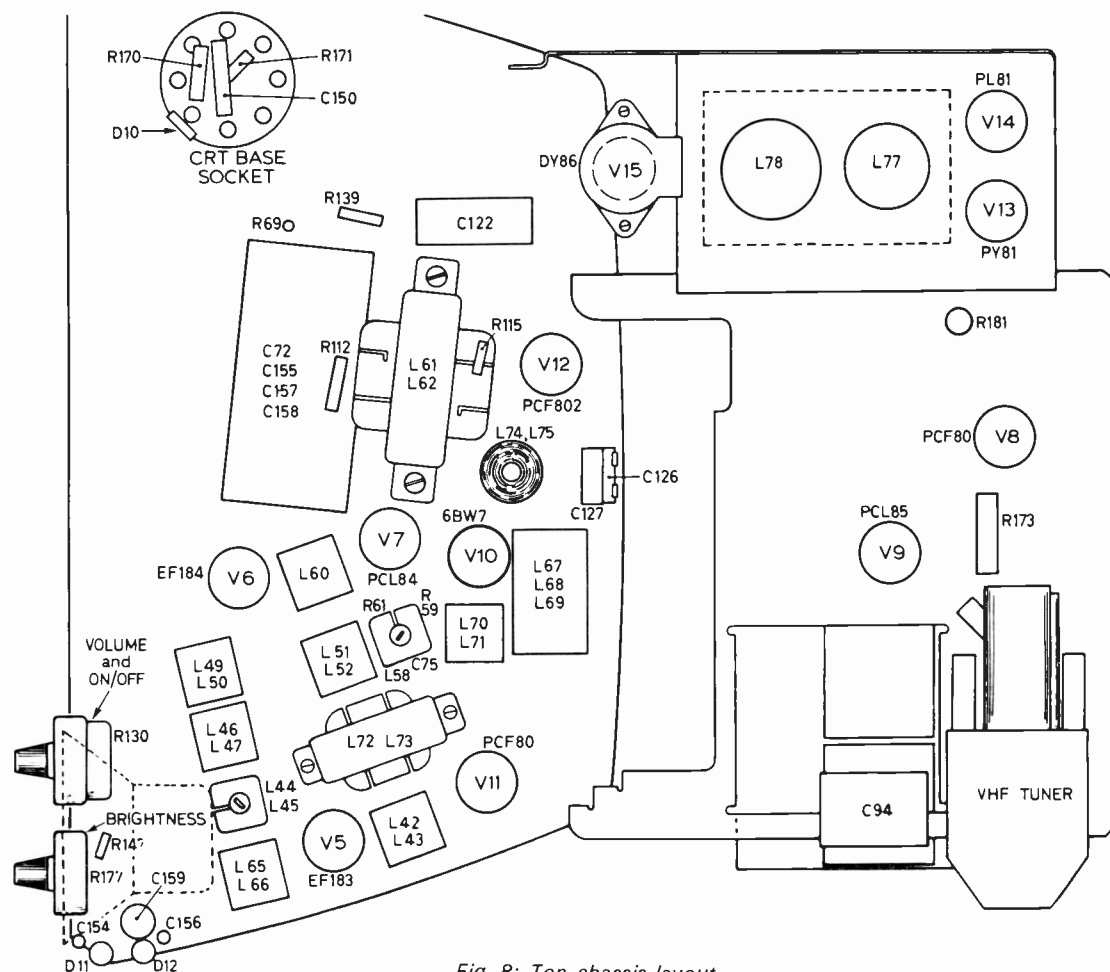 R170
R171
C150
D10
CRT BASE
SOCKET
PL81
V14
DY86
V15
L78
L77
V13
PY81
R139
R69
C122
R181
C72
C155
C157
C158
R112
L61
L62
R115
V12
PCF802
L74,L75
PCF80
V8
C126
C127
6BW7
V7
PCL84
V10
L67
L68
L69
PCL85
V9
R173
EF184
V6
L60
R61
R
59
L70
L71
VOLUME
and
ON/OFF
L51
L52
L58
C75
L49
L50
R130
L46
L47
L72 L73
PCF80
V11
L44
L45
BRIGHTNESS
R177
V5
EF183
L42
L43
L65
L66
C94
VHF TUNER
C159
C154
C156
D11
D12
Fig. 8: Top chassis layout